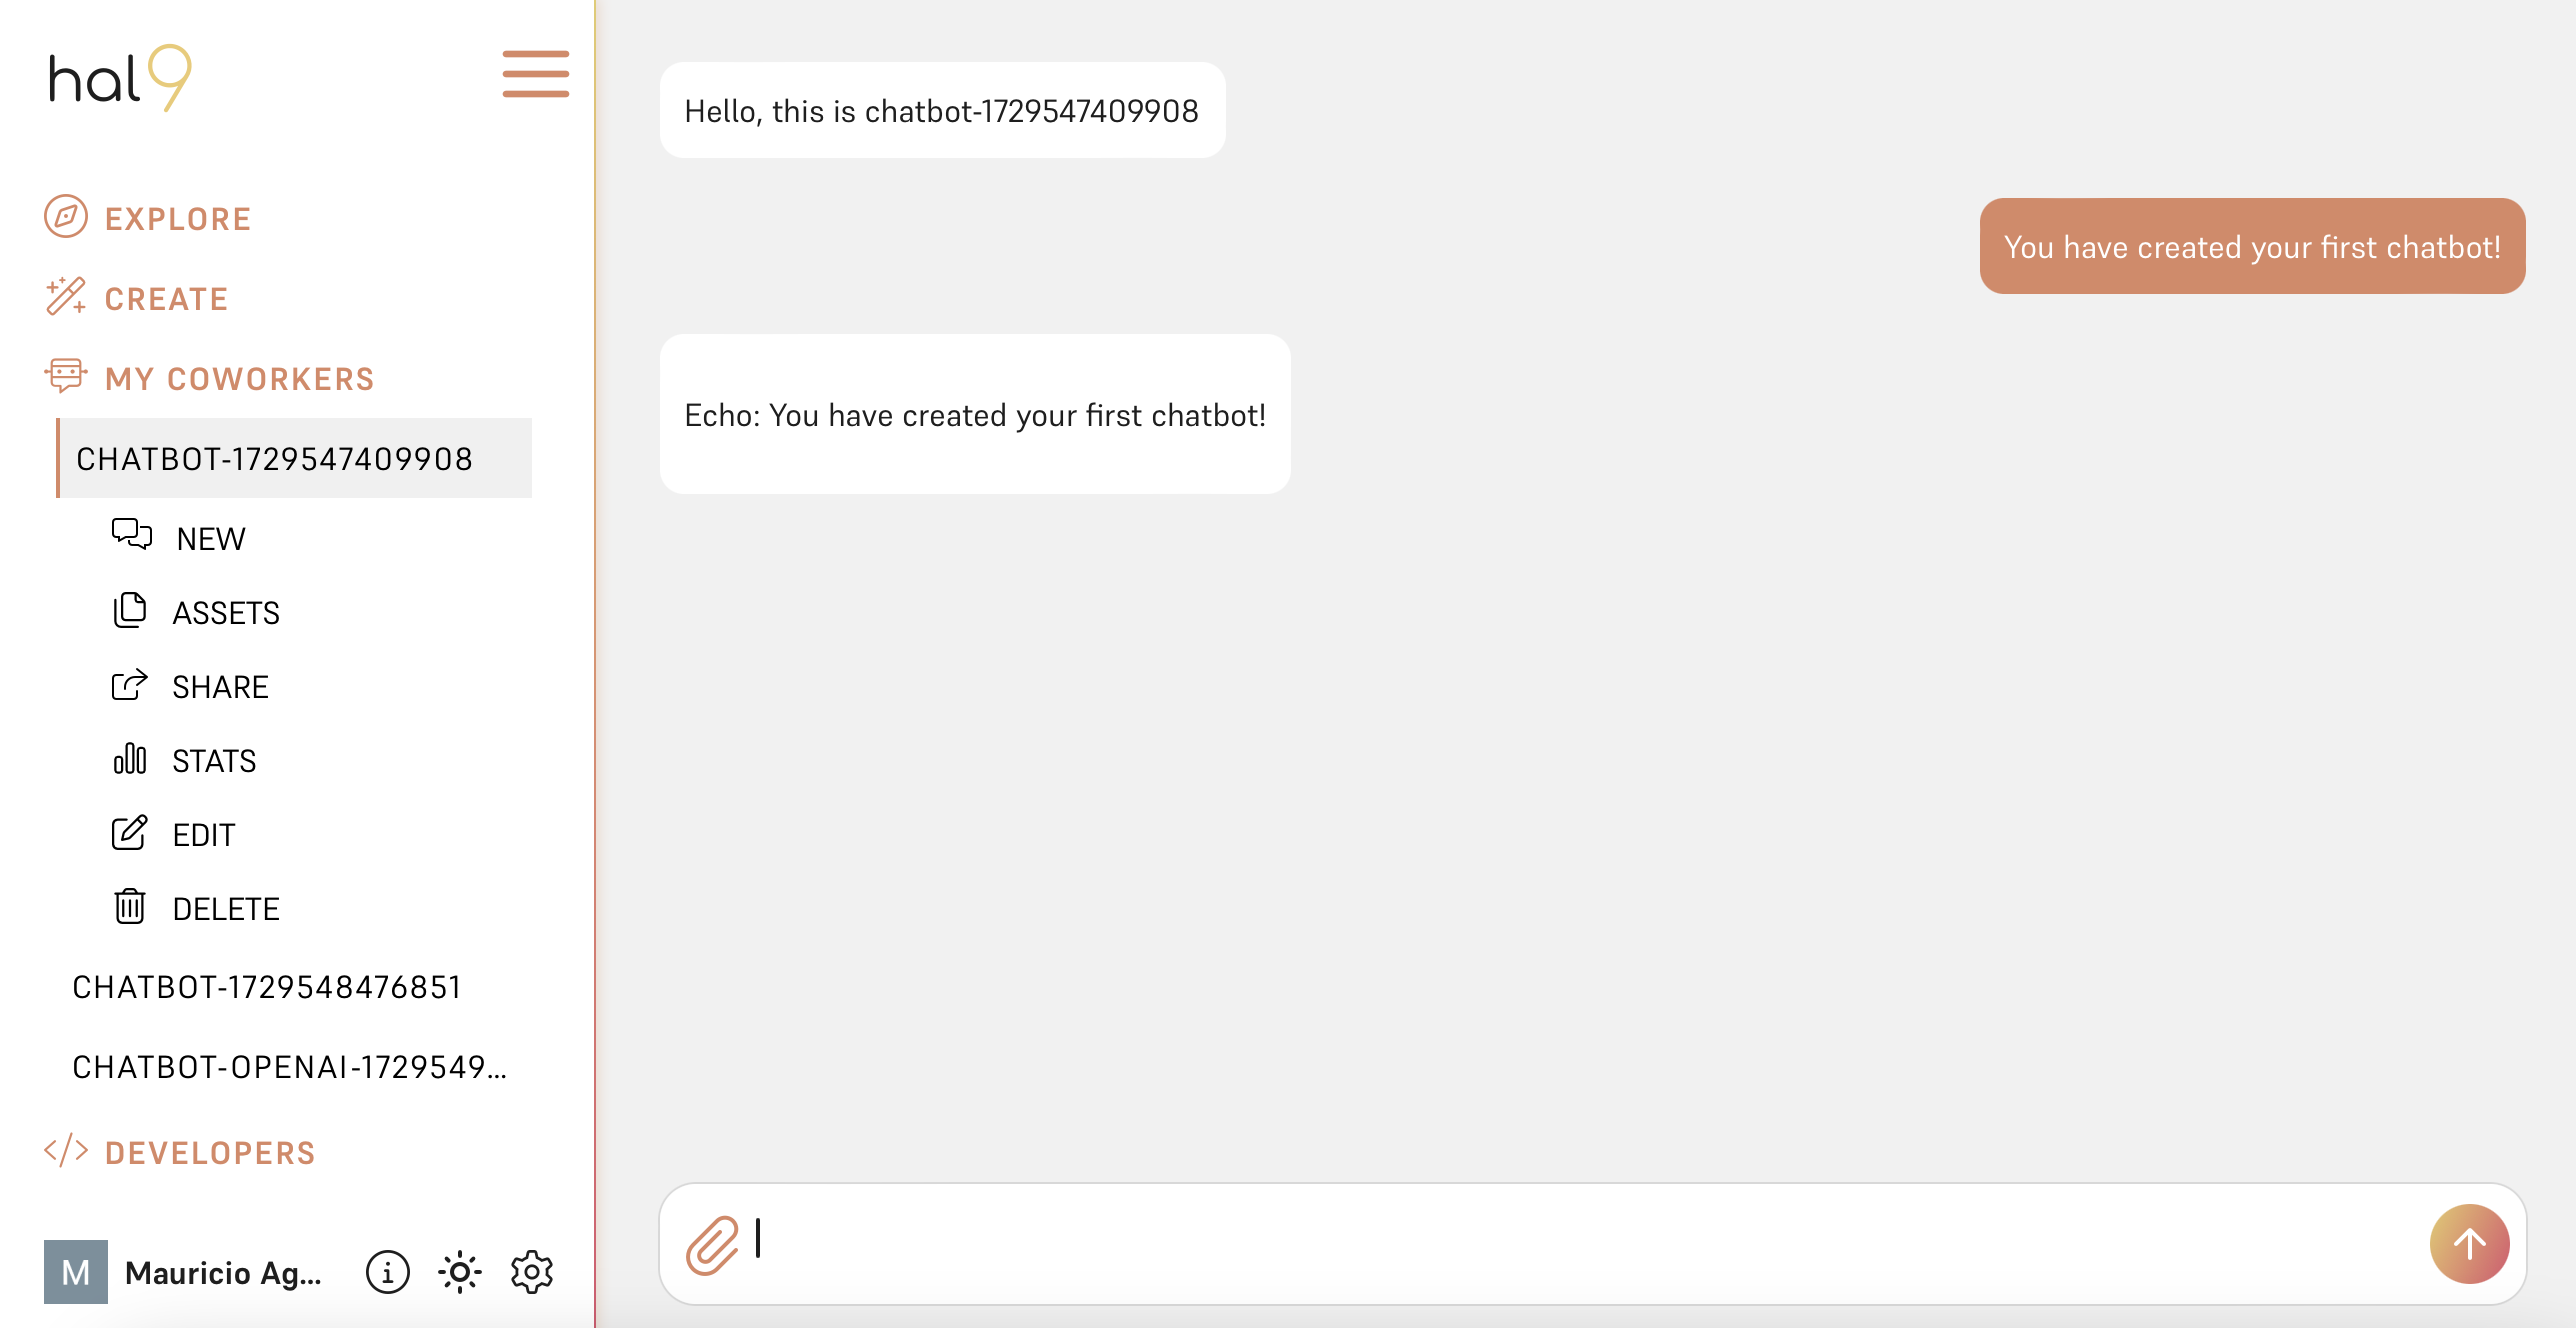 hal9
EXPLORE
CREATE
MY COWORKERS
CHATBOT-1729547409908
NEW
ASSETS
SHARE
STATS
EDIT
DELETE
CHATBOT-1729548476851
CHATBOT-OPENAI-1729549...
DEVELOPERS
M Mauricio Ag...
Hello, this is chatbot-1729547409908
You have created your first chatbot!
Echo: You have created your first chatbot!